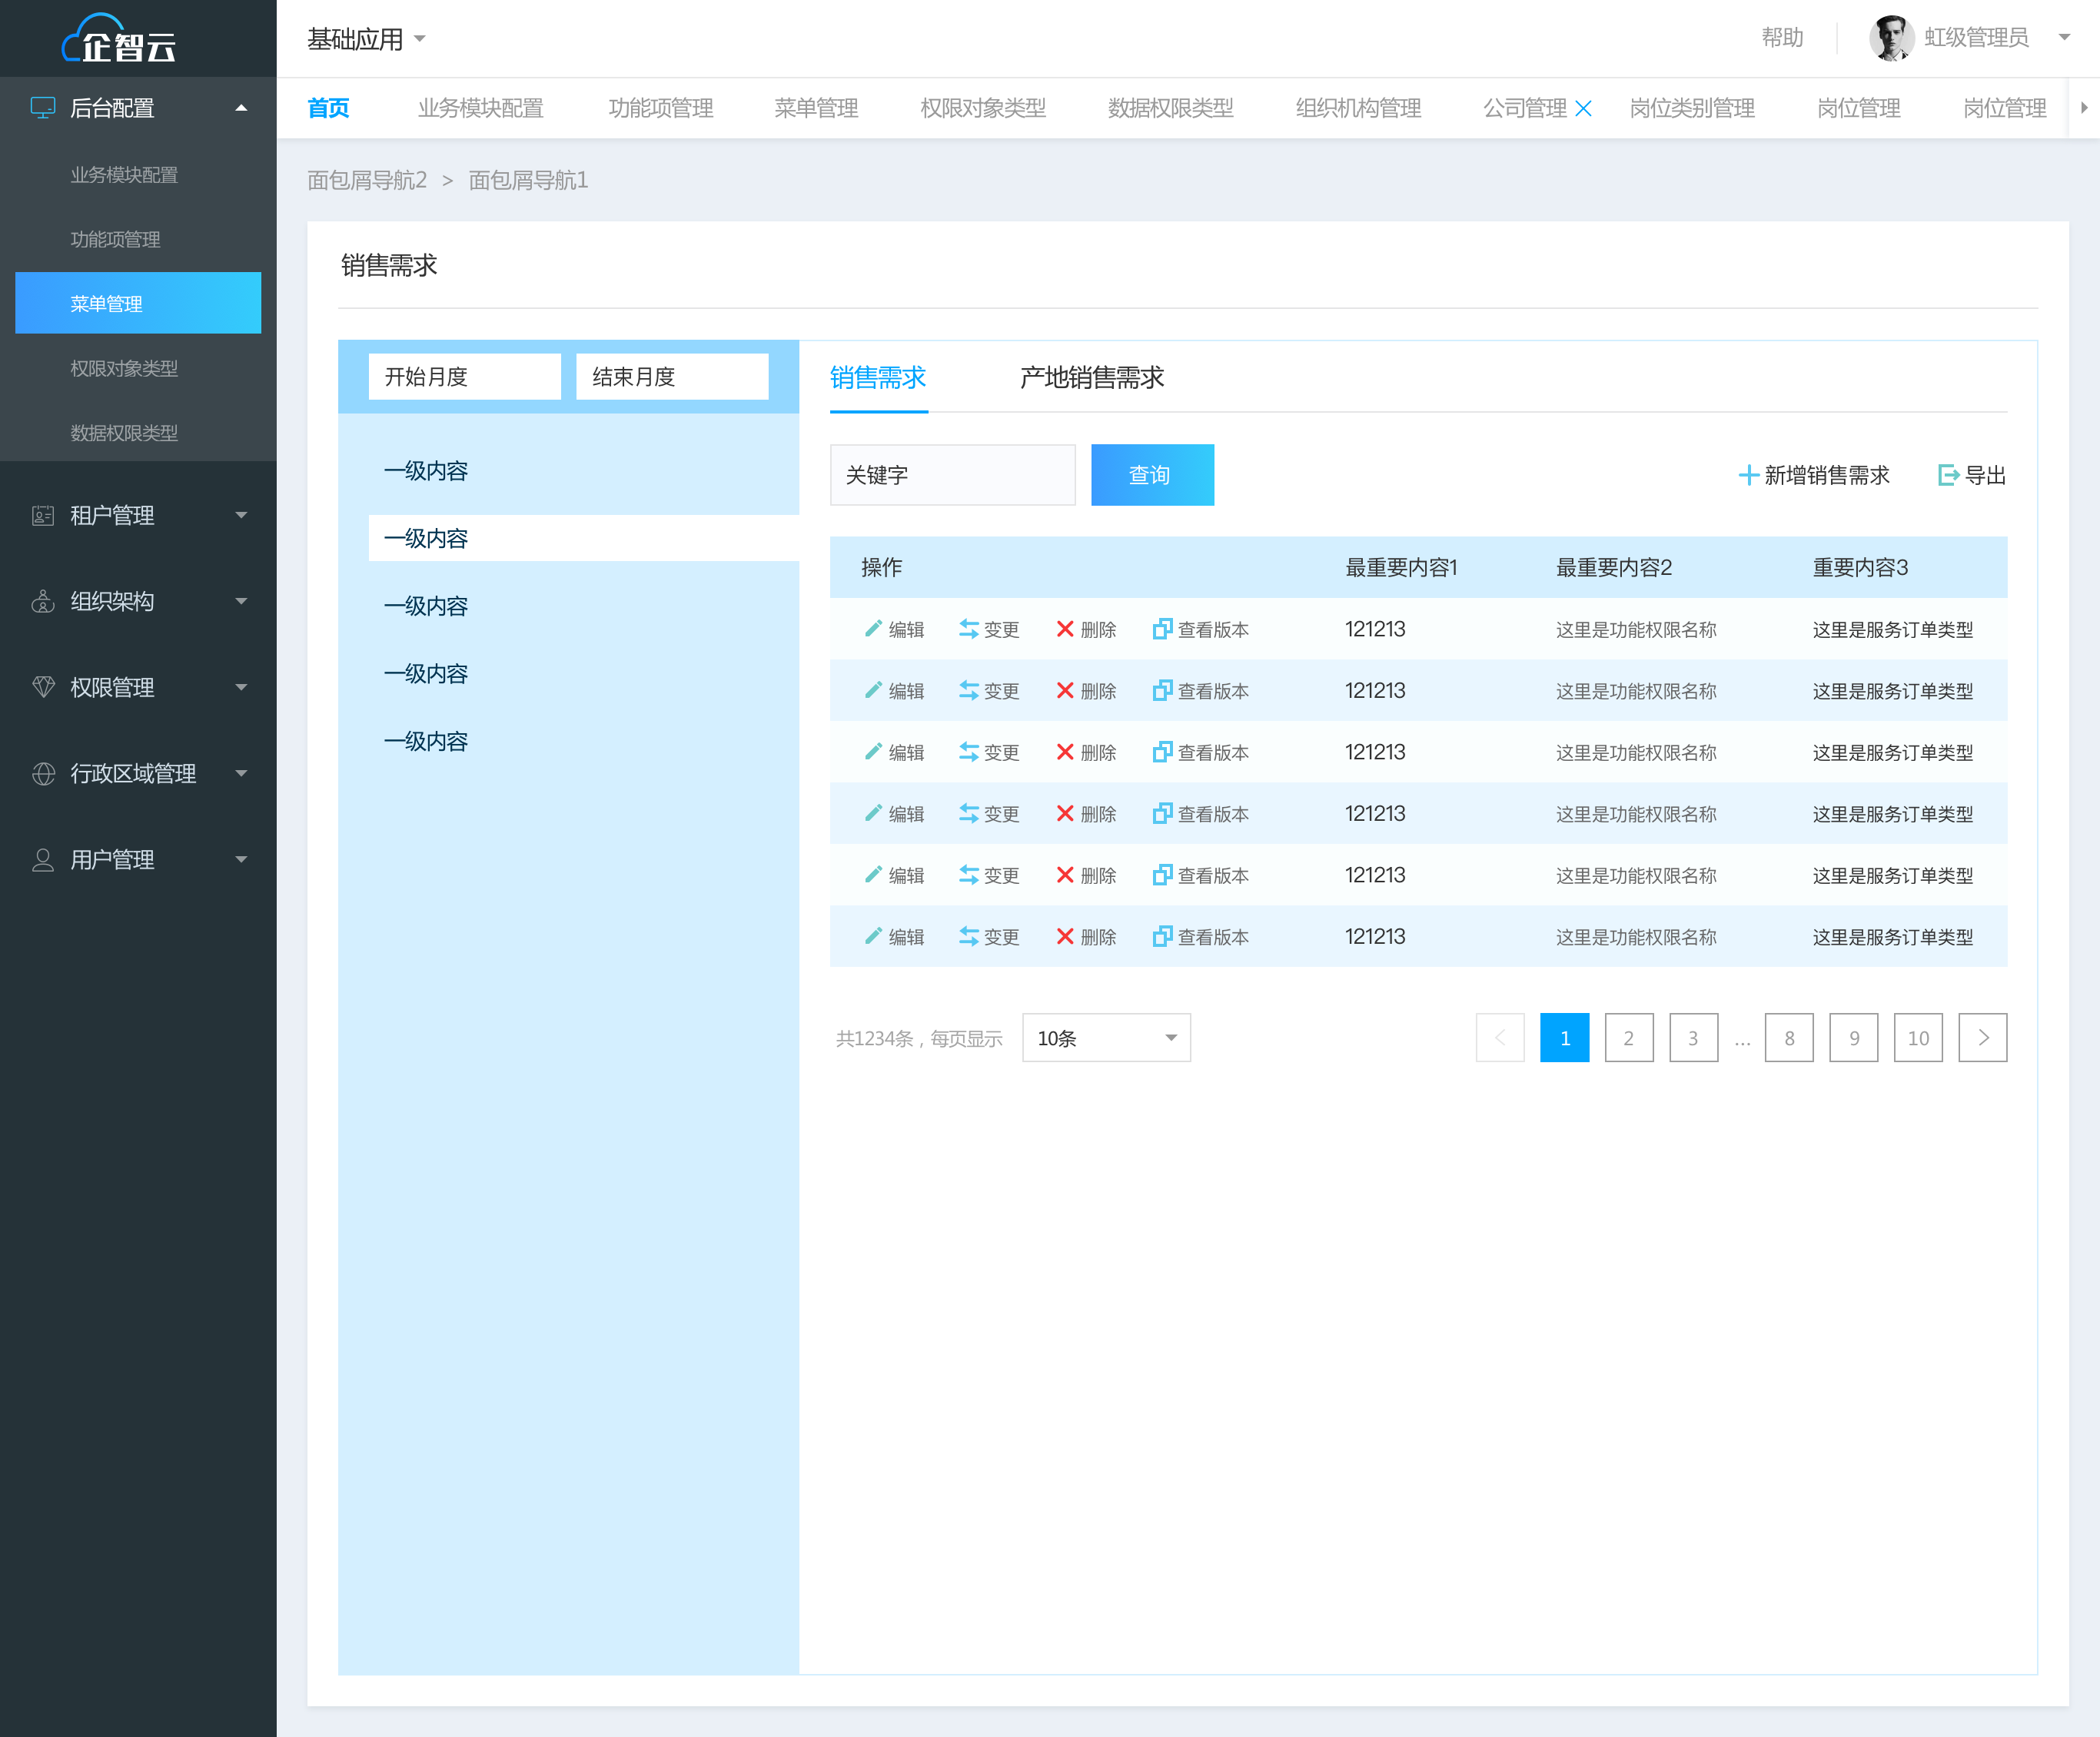 企智云
基础应用
帮助
虹级管理员
首页 业务模块配置 功能项管理 菜单管理 权限对象类型 数据权限类型 组织机构管理 公司管理 岗位类别管理 岗位管理 岗位管理
面包屑导航2 > 面包屑导航1
后台配置
业务模块配置
功能项管理
菜单管理
权限对象类型
数据权限类型
租户管理
组织架构
权限管理
行政区域管理
用户管理
销售需求
开始月度 结束月度
一级内容
一级内容
一级内容
一级内容
一级内容
销售需求 产地销售需求
关键字 查询 新增销售需求 导出
操作 最重要内容1 最重要内容2 重要内容3
编辑 变更 删除 查看版本 121213 这里是功能权限名称 这里是服务订单类型
编辑 变更 删除 查看版本 121213 这里是功能权限名称 这里是服务订单类型
编辑 变更 删除 查看版本 121213 这里是功能权限名称 这里是服务订单类型
编辑 变更 删除 查看版本 121213 这里是功能权限名称 这里是服务订单类型
编辑 变更 删除 查看版本 121213 这里是功能权限名称 这里是服务订单类型
编辑 变更 删除 查看版本 121213 这里是功能权限名称 这里是服务订单类型
共1234条，每页显示 10条 < 1 2 3 ... 8 9 10 >